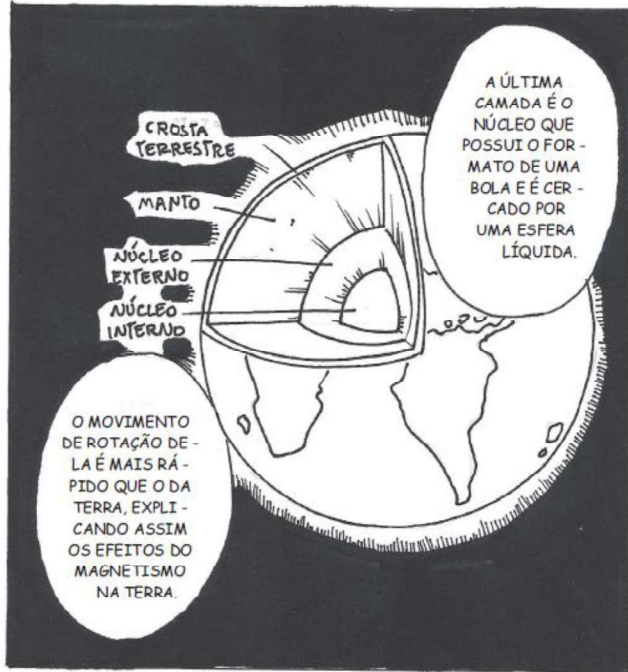 CROSTA
TERRESTRE
MANTO
NÚCLEO
EXTERNO
NÚCLEO
INTERNO
A ÚLTIMA
CAMADA É O
NÚCLEO QUE
POSSUI O FOR -
MATO DE UMA
BOLA E É CER -
CADO POR
UMA ESFERA
LÍQUIDA.
O MOVIMENTO
DE ROTAÇÃO DE -
LA É MAIS RÁ -
PIDO QUE O DA
TERRA, EXPLI -
CANDO ASSIM
OS EFEITOS DO
MAGNETISMO
NA TERRA.